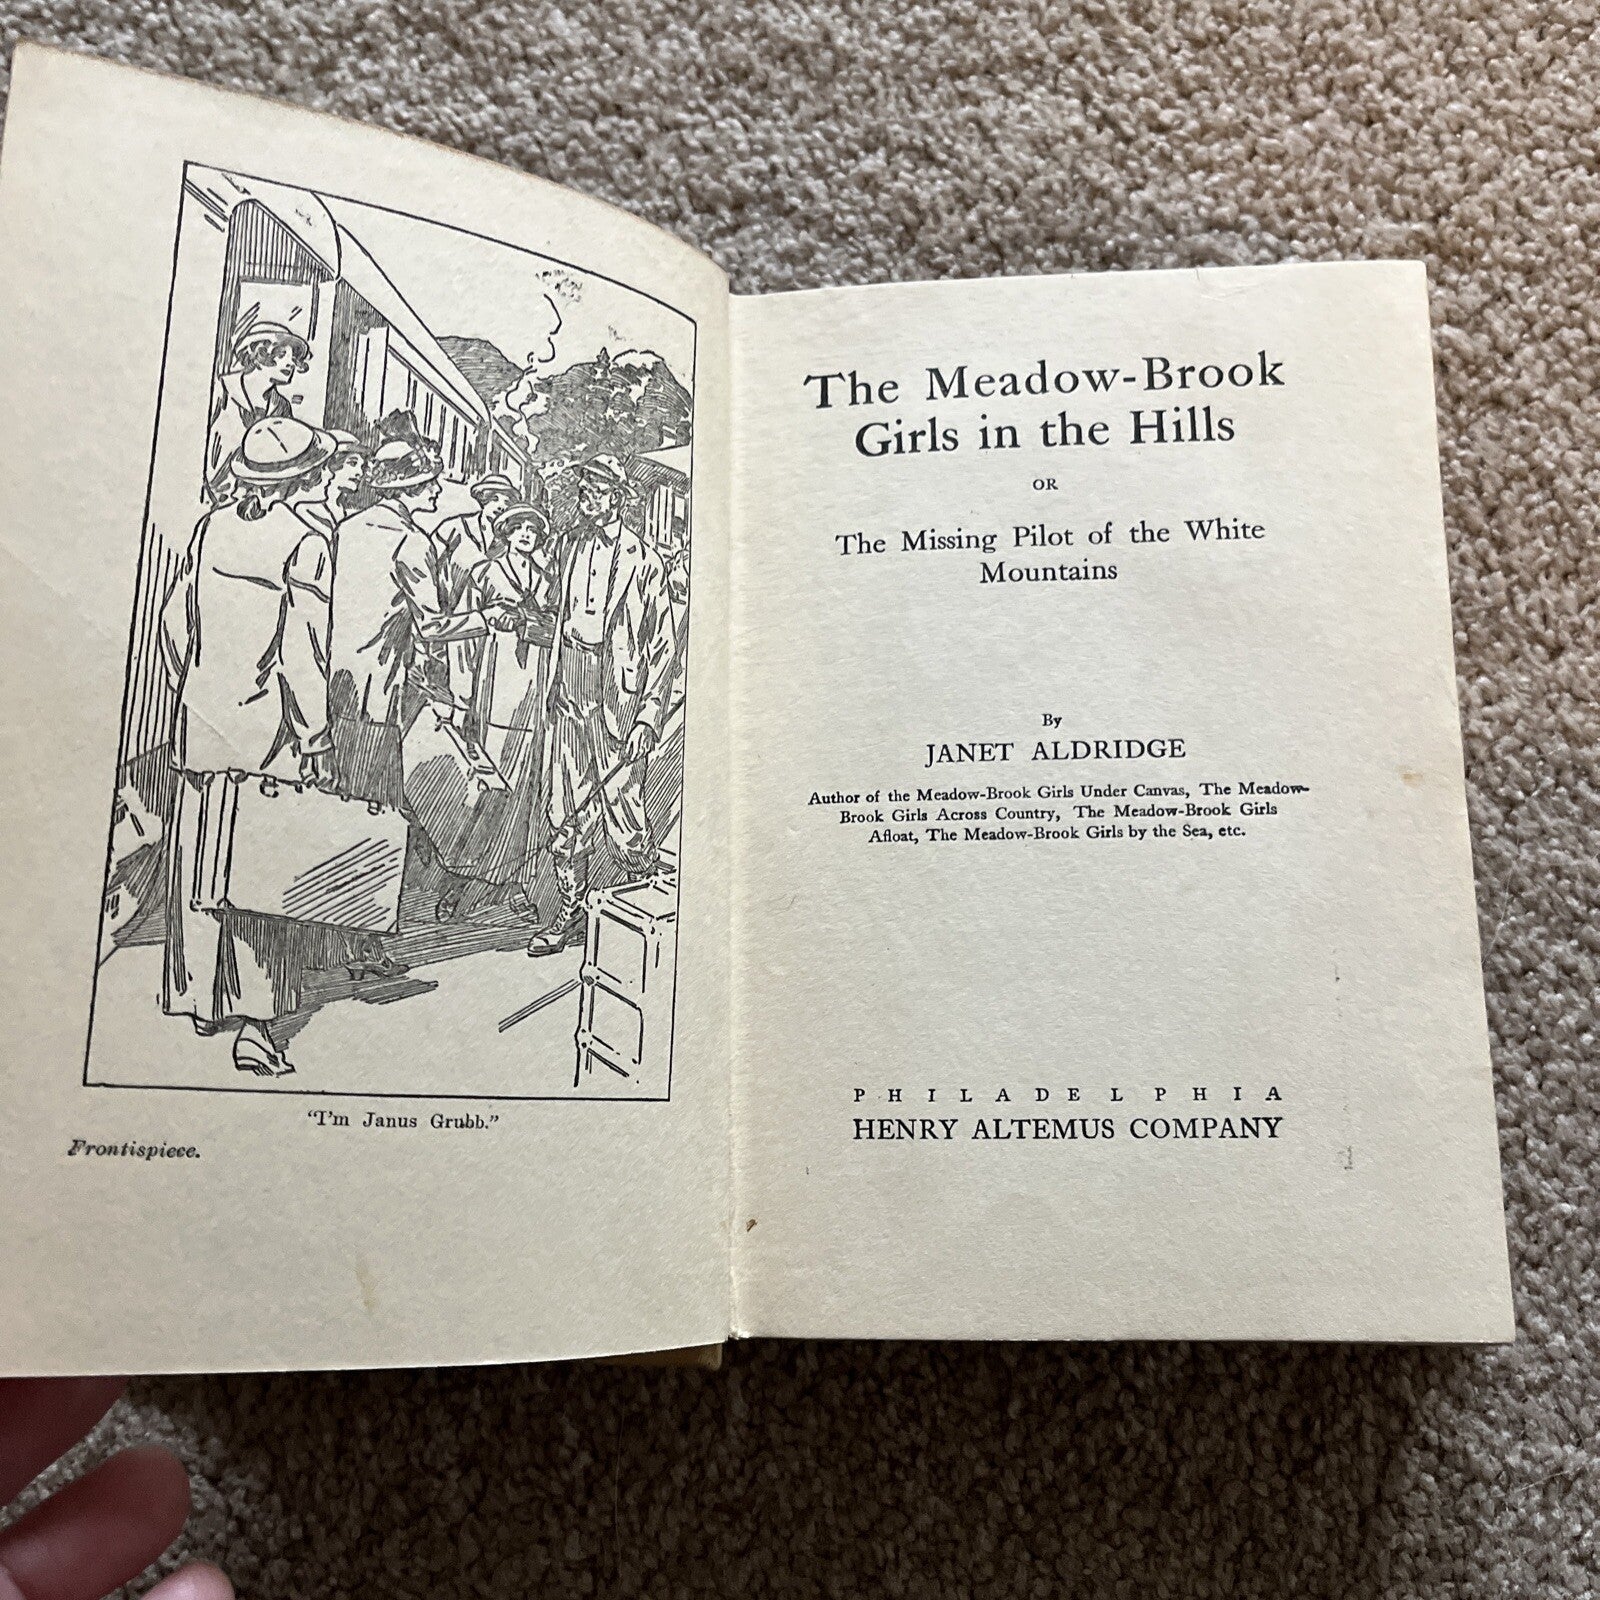 "I'm Janus Grubb."
Frontispiece.
The Meadow-Brook
Girls in the Hills
OR
The Missing Pilot of the White
Mountains
By
JANET ALDRIDGE
Author of the Meadow-Brook Girls Under Canvas, The Meadow-
Brook Girls Across Country, The Meadow-Brook Girls
Afloat, The Meadow-Brook Girls by the Sea, etc.
PHILADELPHIA
HENRY ALTEMUS COMPANY